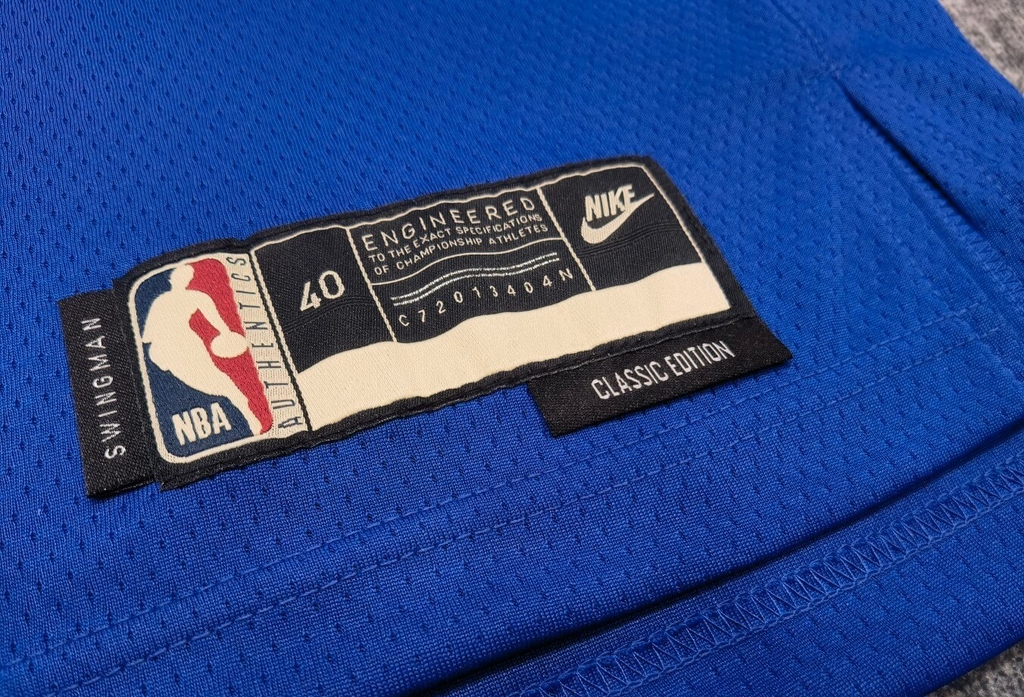 SWINGMAN
NBA
AUTHENTICS
40
ENGINEERED
TO THE EXACT SPECIFICATIONS
OF CHAMPIONSHIP ATHLETES
C72013404N
NIKE
CLASSIC EDITION